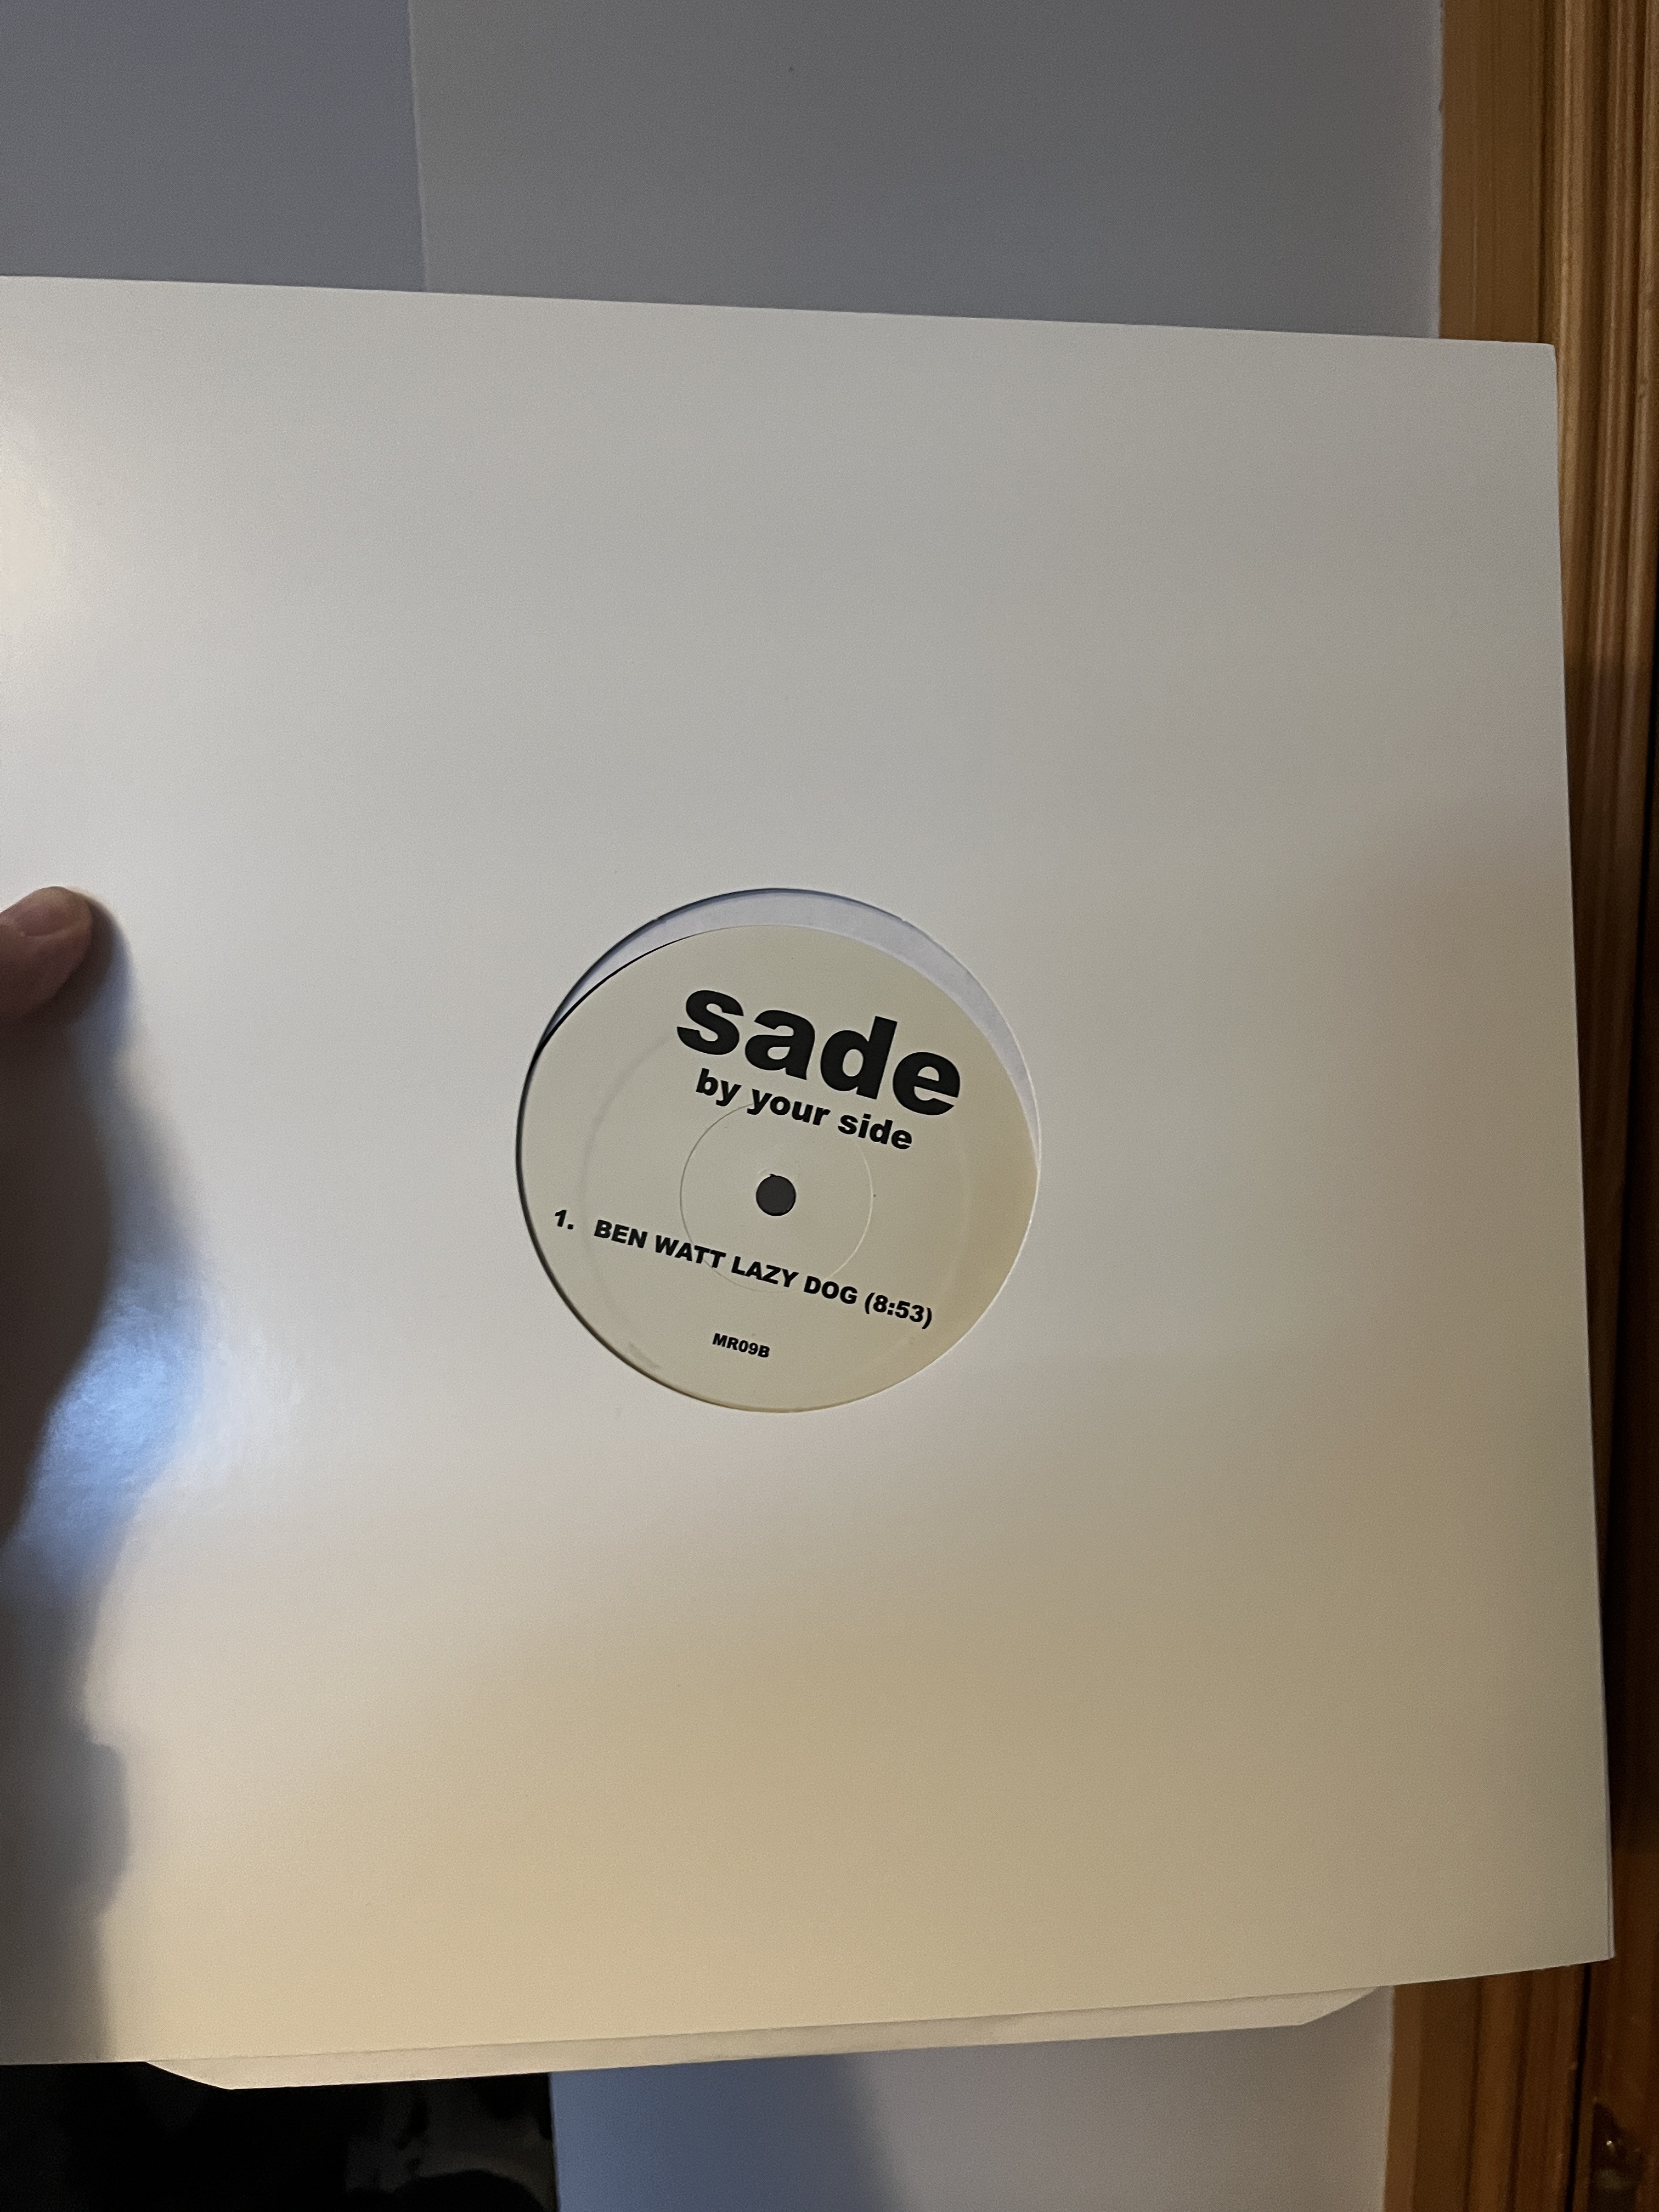 sade
by your side
1. BEN WATT LAZY DOG (8:53)
MR09B